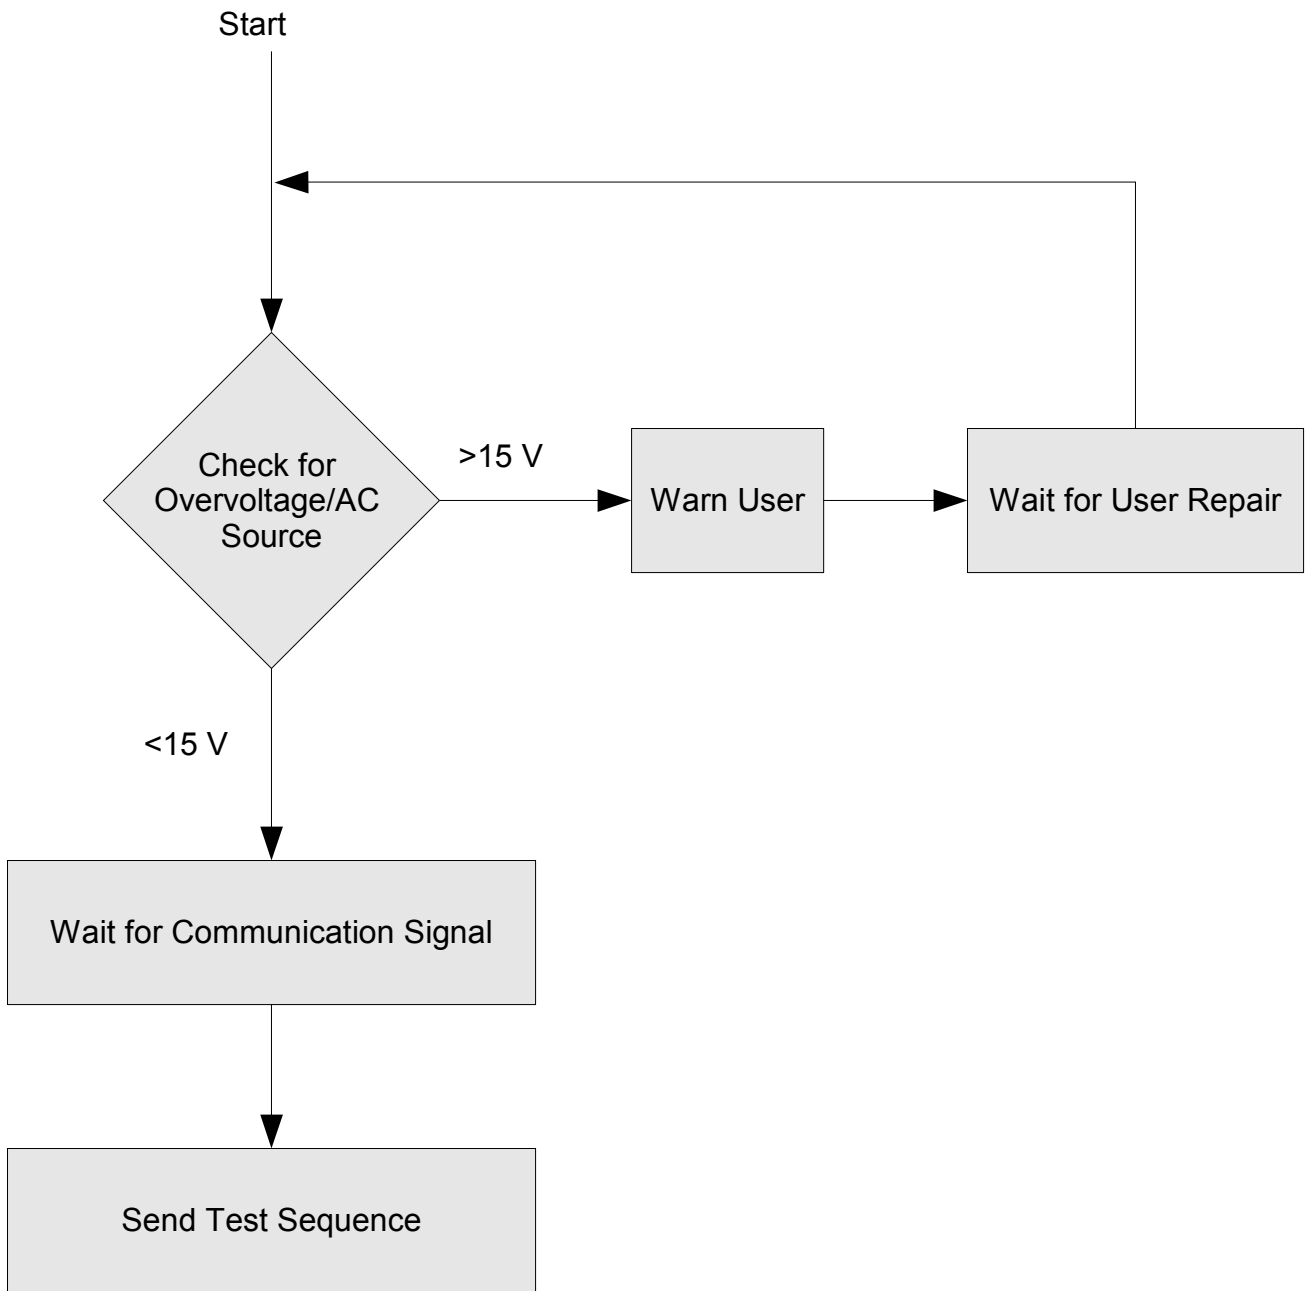 Start
Check for
Overvoltage/AC
Source
>15 V
Warn User
Wait for User Repair
<15 V
Wait for Communication Signal
Send Test Sequence